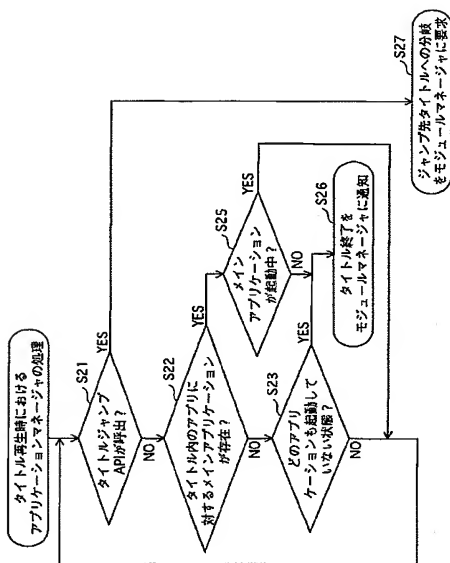 タイトル再生時における
アプリケーションマネージャの処理
S21
タイトルジャンプ
APIが呼出？
YES
NO
S22
タイトル内のアプリに
対するメインアプリケーション
が存在？
YES
NO
S23
どのアプリ
ケーションも起動して
いない状態？
YES
NO
S25
メイン
アプリケーション
が起動中？
YES
NO
S26
タイトル終了を
モジュールマネージャに通知
S27
ジャンプ先タイトルへの分岐
をモジュールマネージャに要求